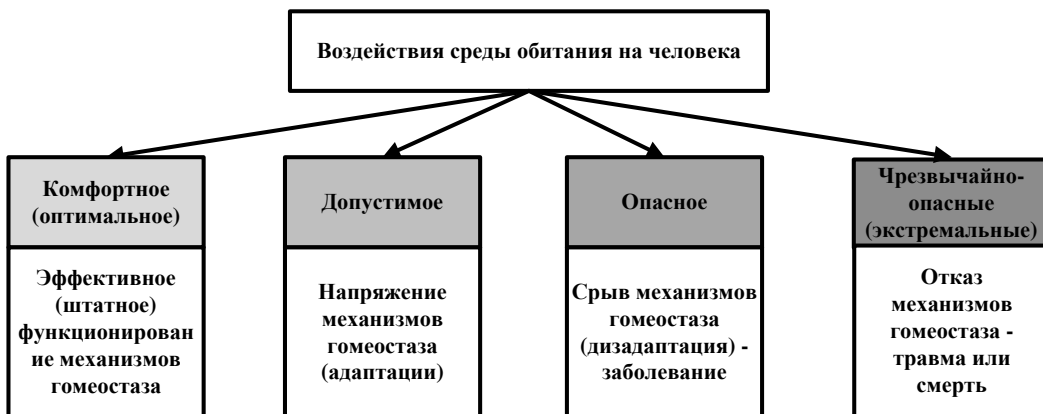 Воздействия среды обитания на человека
Комфортное
(оптимальное)
Допустимое
Опасное
Чрезвычайно-
опасные
(экстремальные)
Эффективное
(штатное)
функционирован
ие механизмов
гомеостаза
Напряжение
механизмов
гомеостаза
(адаптации)
Срыв механизмов
гомеостаза
(дизадаптация) -
заболевание
Отказ
механизмов
гомеостаза -
травма или
смерть